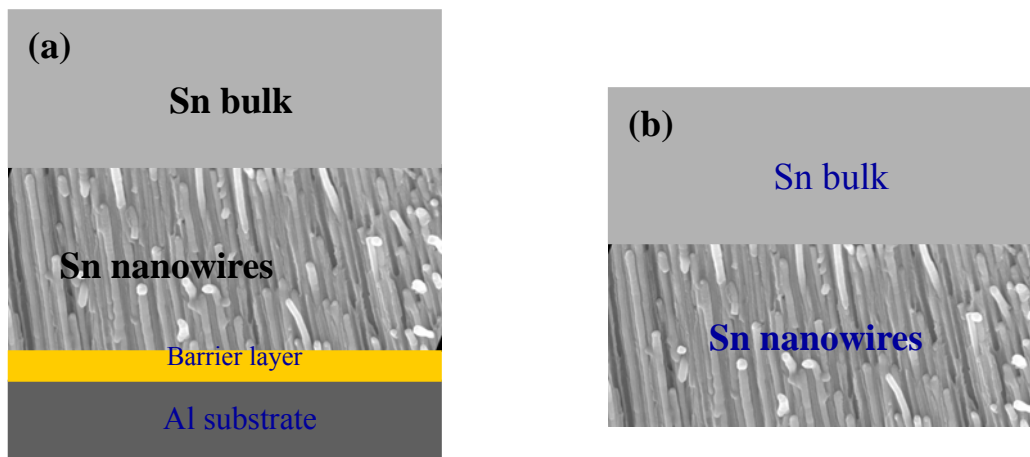 (a)
Sn bulk
Sn nanowires
Barrier layer
Al substrate
(b)
Sn bulk
Sn nanowires